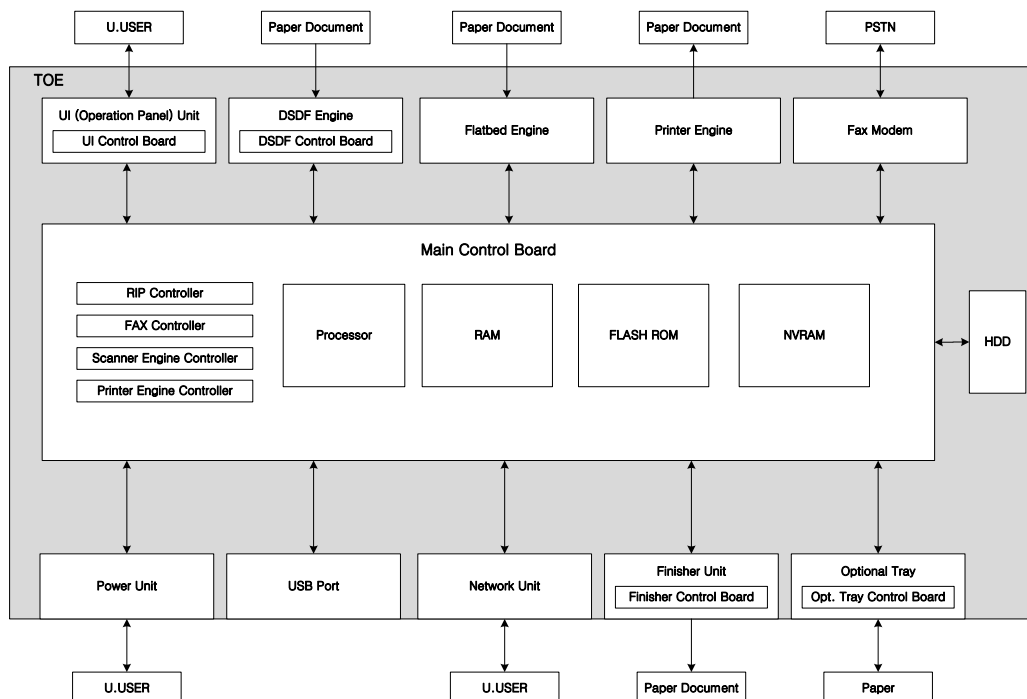 U.USER
Paper Document
Paper Document
Paper Document
PSTN
TOE
UI (Operation Panel) Unit
UI Control Board
DSDF Engine
DSDF Control Board
Flatbed Engine
Printer Engine
Fax Modem
Main Control Board
RIP Controller
FAX Controller
Scanner Engine Controller
Printer Engine Controller
Processor
RAM
FLASH ROM
NVRAM
HDD
Power Unit
USB Port
Network Unit
Finisher Unit
Finisher Control Board
Optional Tray
Opt. Tray Control Board
U.USER
U.USER
Paper Document
Paper